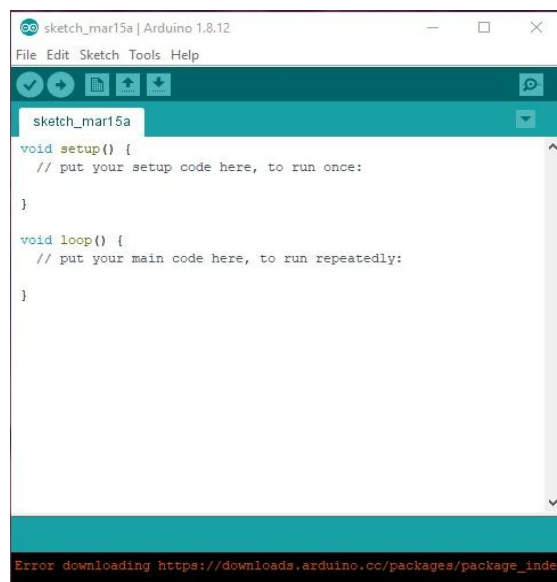 sketch_mar15a | Arduino 1.8.12
File Edit Sketch Tools Help
sketch_mar15a
void setup() {
  // put your setup code here, to run once:
}
void loop() {
  // put your main code here, to run repeatedly:
}
Error downloading https://downloads.arduino.cc/packages/package_inde